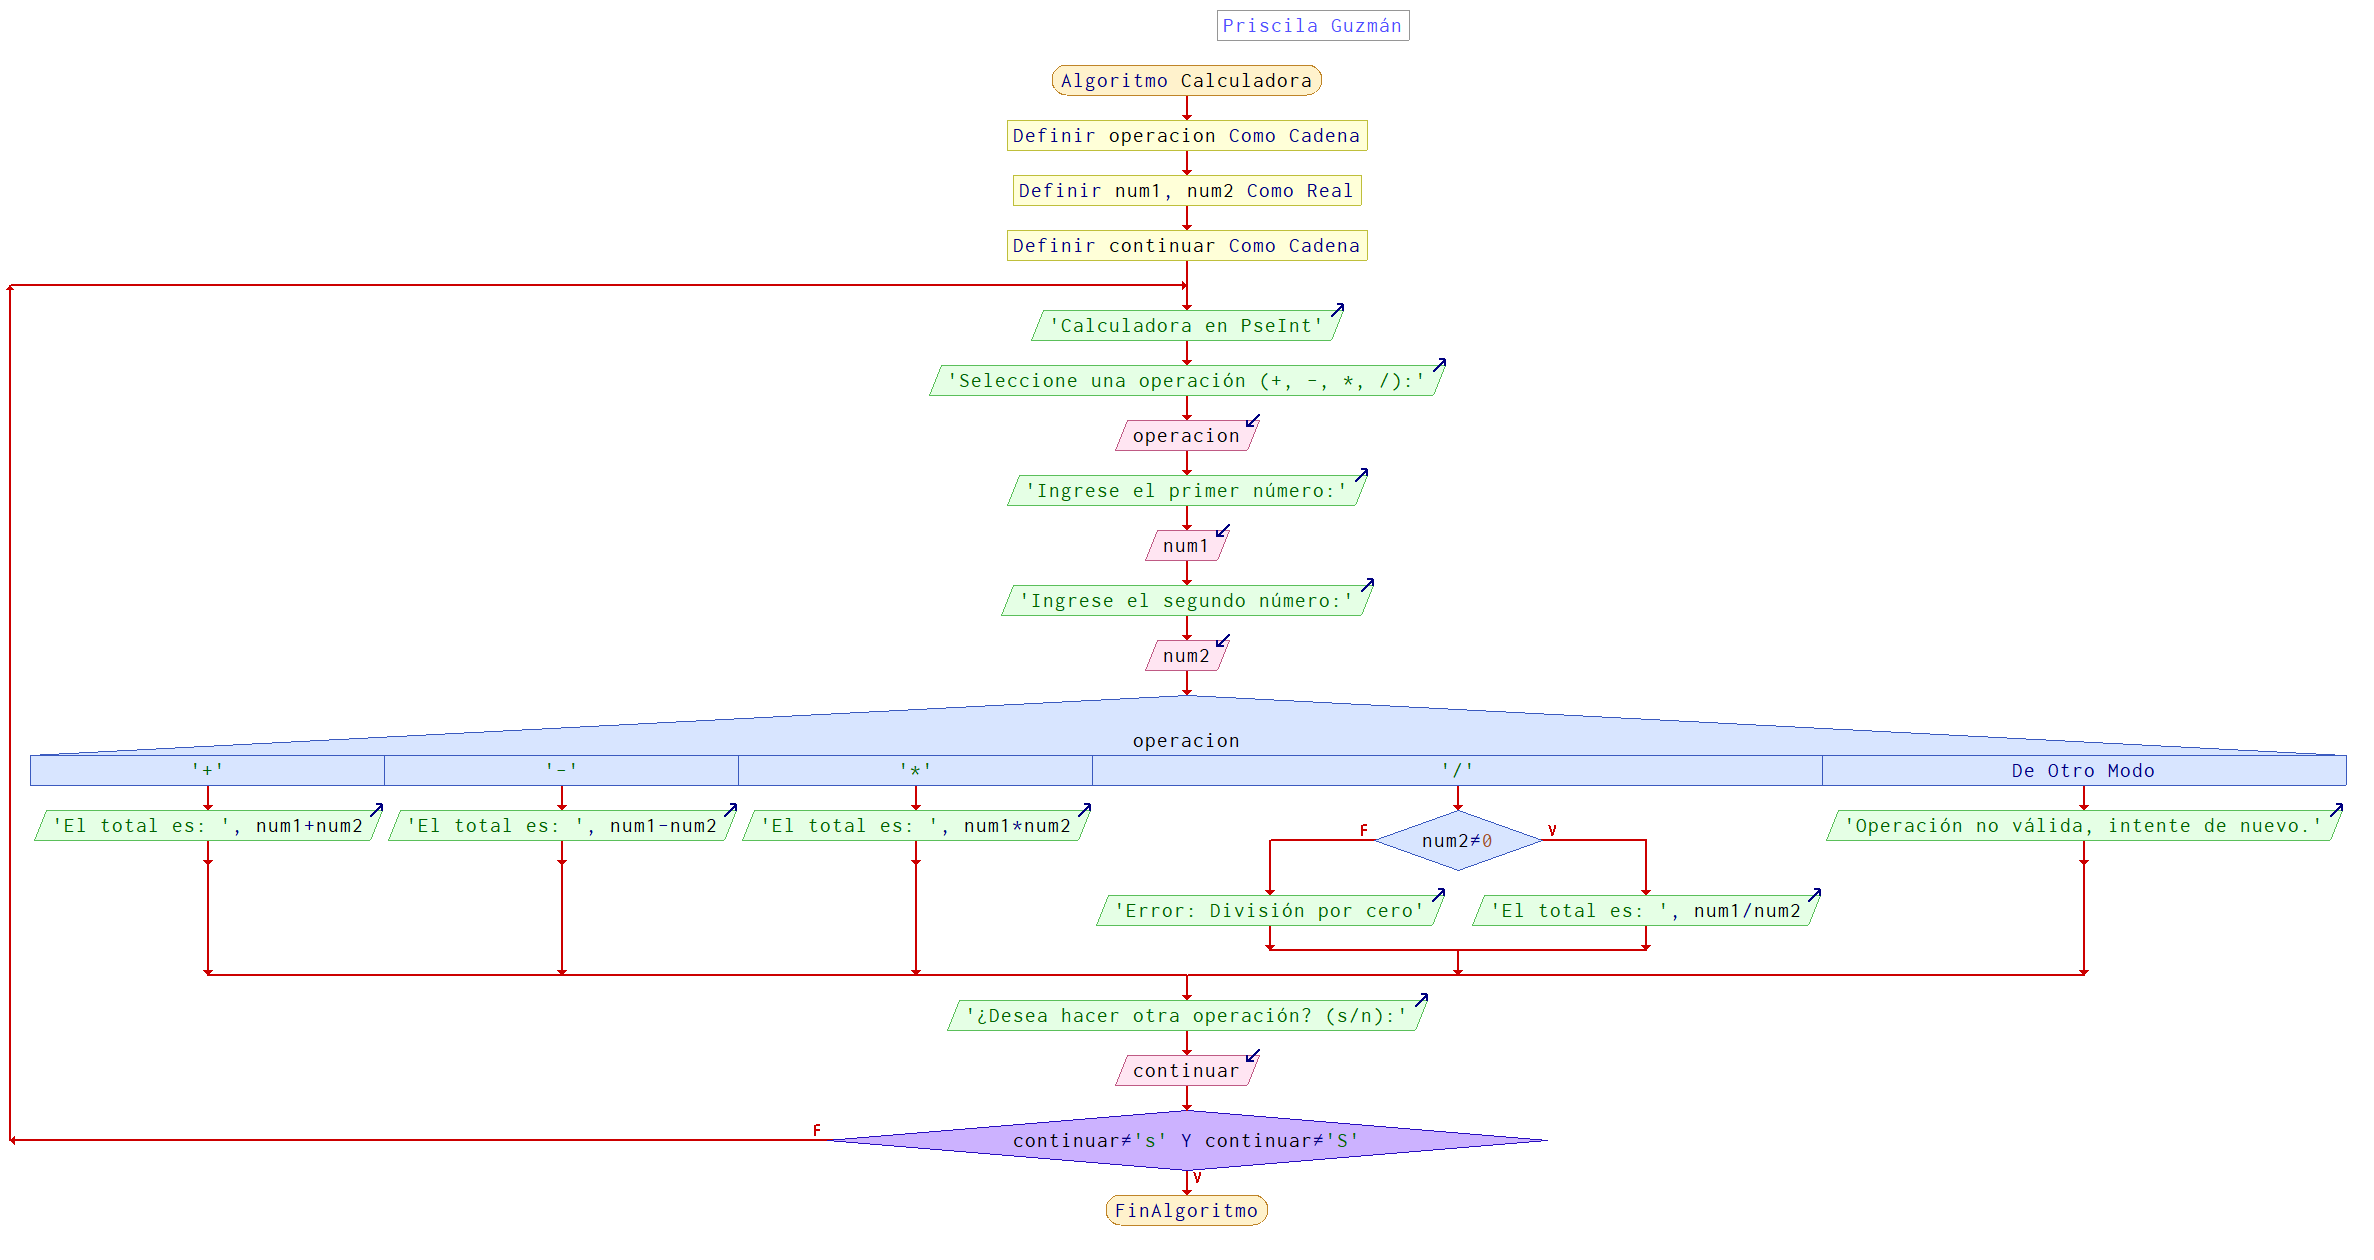 Priscila Guzmán
Algoritmo Calculadora
Definir operacion Como Cadena
Definir num1, num2 Como Real
Definir continuar Como Cadena
'Calculadora en PseInt'
'Seleccione una operación (+, -, *, /):'
operacion
'Ingrese el primer número:'
num1
'Ingrese el segundo número:'
num2
operacion
'+' '-' '*' '/' De Otro Modo
'El total es: ', num1+num2 'El total es: ', num1-num2 'El total es: ', num1*num2 F num2≠0 V 'Operación no válida, intente de nuevo.'
'Error: División por cero' 'El total es: ', num1/num2
'¿Desea hacer otra operación? (s/n):'
continuar
F
continuar≠'s' Y continuar≠'S'
V
FinAlgoritmo